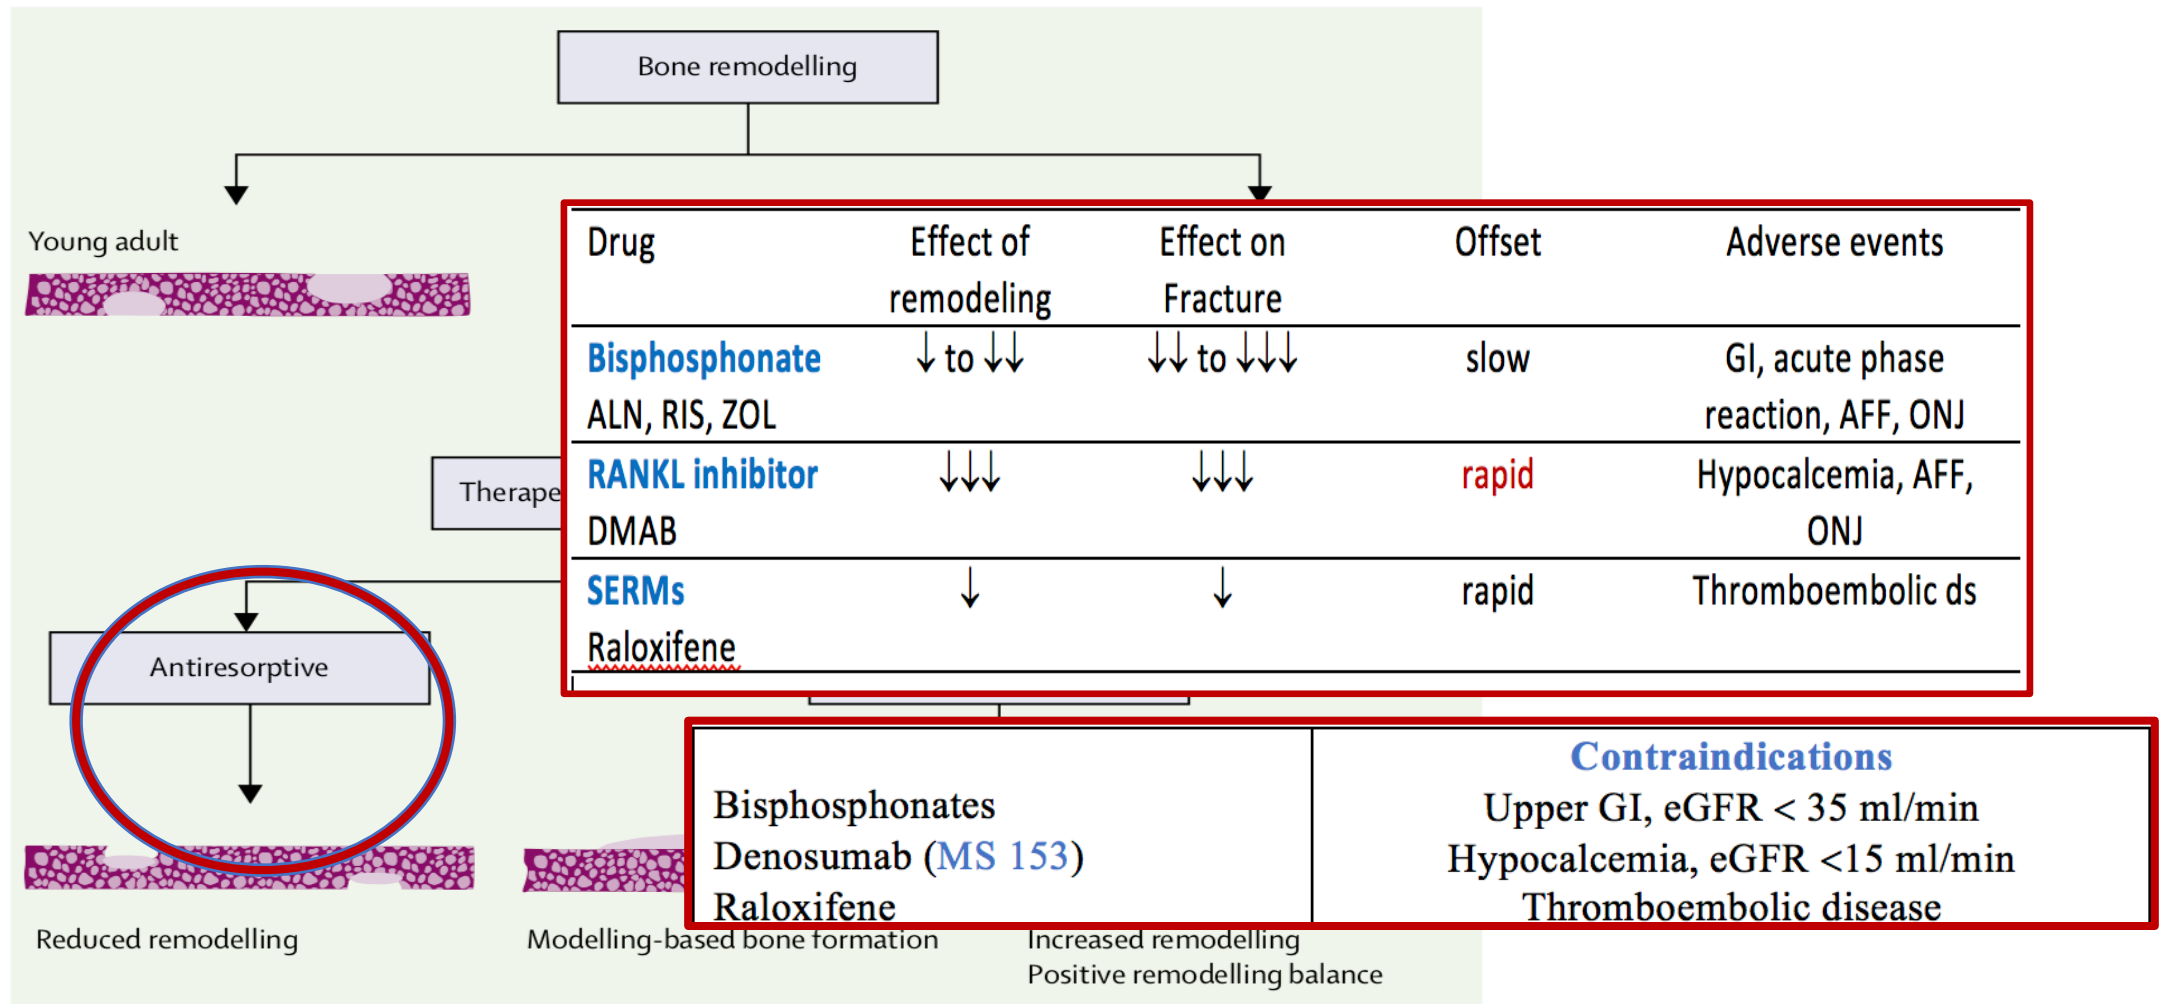 Bone remodelling
Young adult
Drug Effect of Effect on Offset Adverse events
remodeling Fracture
Bisphosphonate ↓ to ↓↓ ↓↓ to ↓↓↓ slow GI, acute phase
ALN, RIS, ZOL reaction, AFF, ONJ
Therape
RANKL inhibitor ↓↓↓ ↓↓↓ rapid Hypocalcemia, AFF,
DMAB ONJ
SERMs ↓ ↓ rapid Thromboembolic ds
Raloxifene
Antiresorptive
Contraindications
Bisphosphonates Upper GI, eGFR < 35 ml/min
Denosumab (MS 153) Hypocalcemia, eGFR <15 ml/min
Raloxifene Thromboembolic disease
Reduced remodelling
Modelling-based bone formation
Increased remodelling
Positive remodelling balance